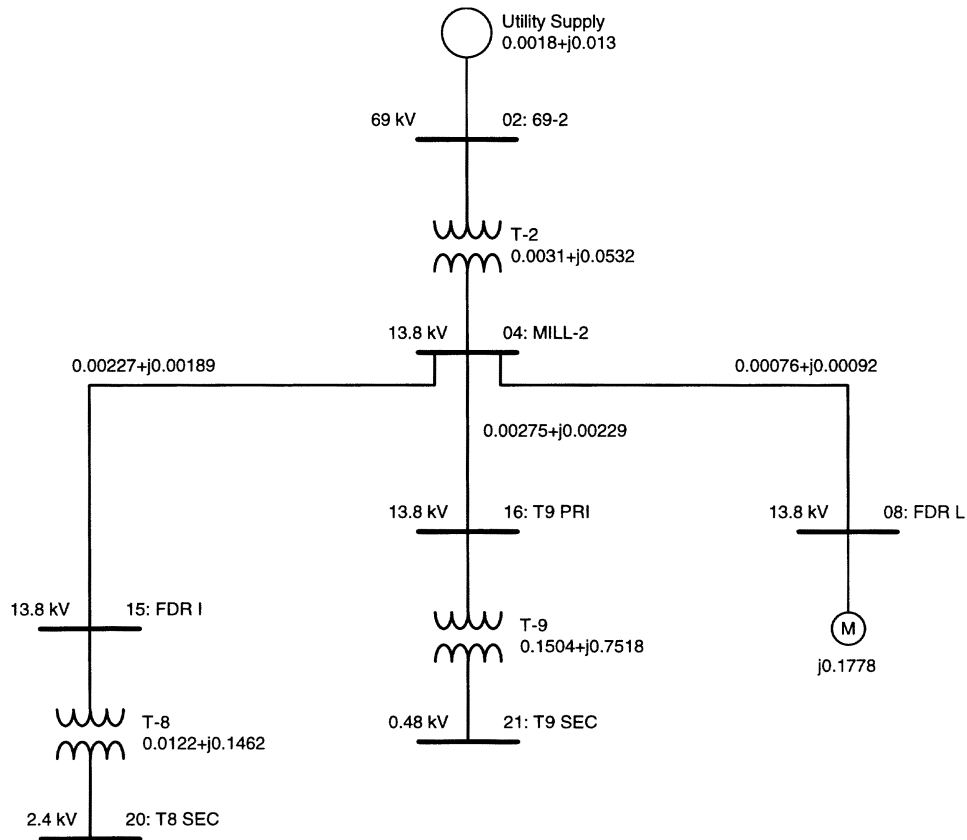 Utility Supply
0.0018+j0.013
69 kV
02: 69-2
T-2
0.0031+j0.0532
13.8 kV
04: MILL-2
0.00227+j0.00189
0.00076+j0.00092
0.00275+j0.00229
13.8 kV
16: T9 PRI
13.8 kV
08: FDR L
13.8 kV
15: FDR I
T-9
0.1504+j0.7518
M
j0.1778
T-8
0.0122+j0.1462
0.48 kV
21: T9 SEC
2.4 kV
20: T8 SEC